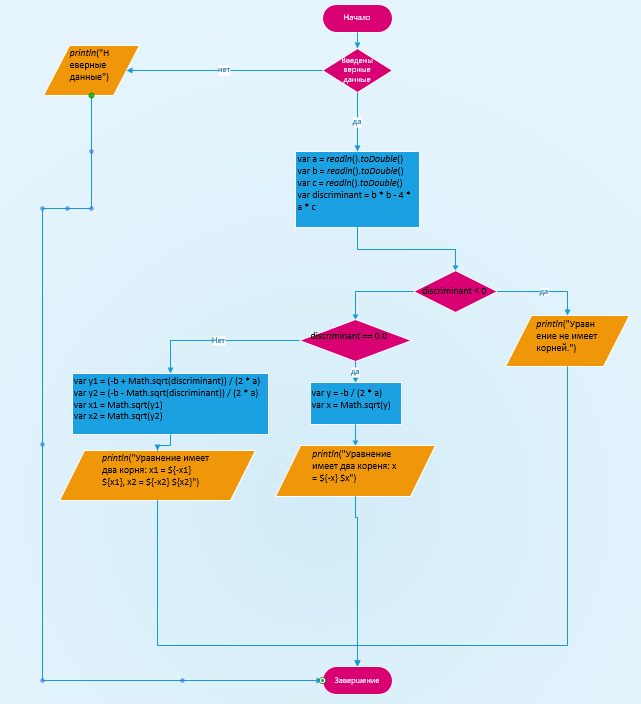 Начало
println("Н
еверные
данные")
нет
Введены
верные
данные
да
var a = readln().toDouble()
var b = readln().toDouble()
var c = readln().toDouble()
var discriminant = b * b - 4 *
a * c
discriminant < 0
да
discriminant == 0.0
Нет
да
println("Уравн
ение не имеет
корней.")
var y1 = (-b + Math.sqrt(discriminant)) / (2 * a)
var y2 = (-b - Math.sqrt(discriminant)) / (2 * a)
var x1 = Math.sqrt(y1)
var x2 = Math.sqrt(y2)
var y = -b / (2 * a)
var x = Math.sqrt(y)
println("Уравнение имеет
два корня: x1 = ${-x1}
${x1}, x2 = ${-x2} ${x2}")
println("Уравнение
имеет два кореня: x
= ${-x} $x")
Завершение